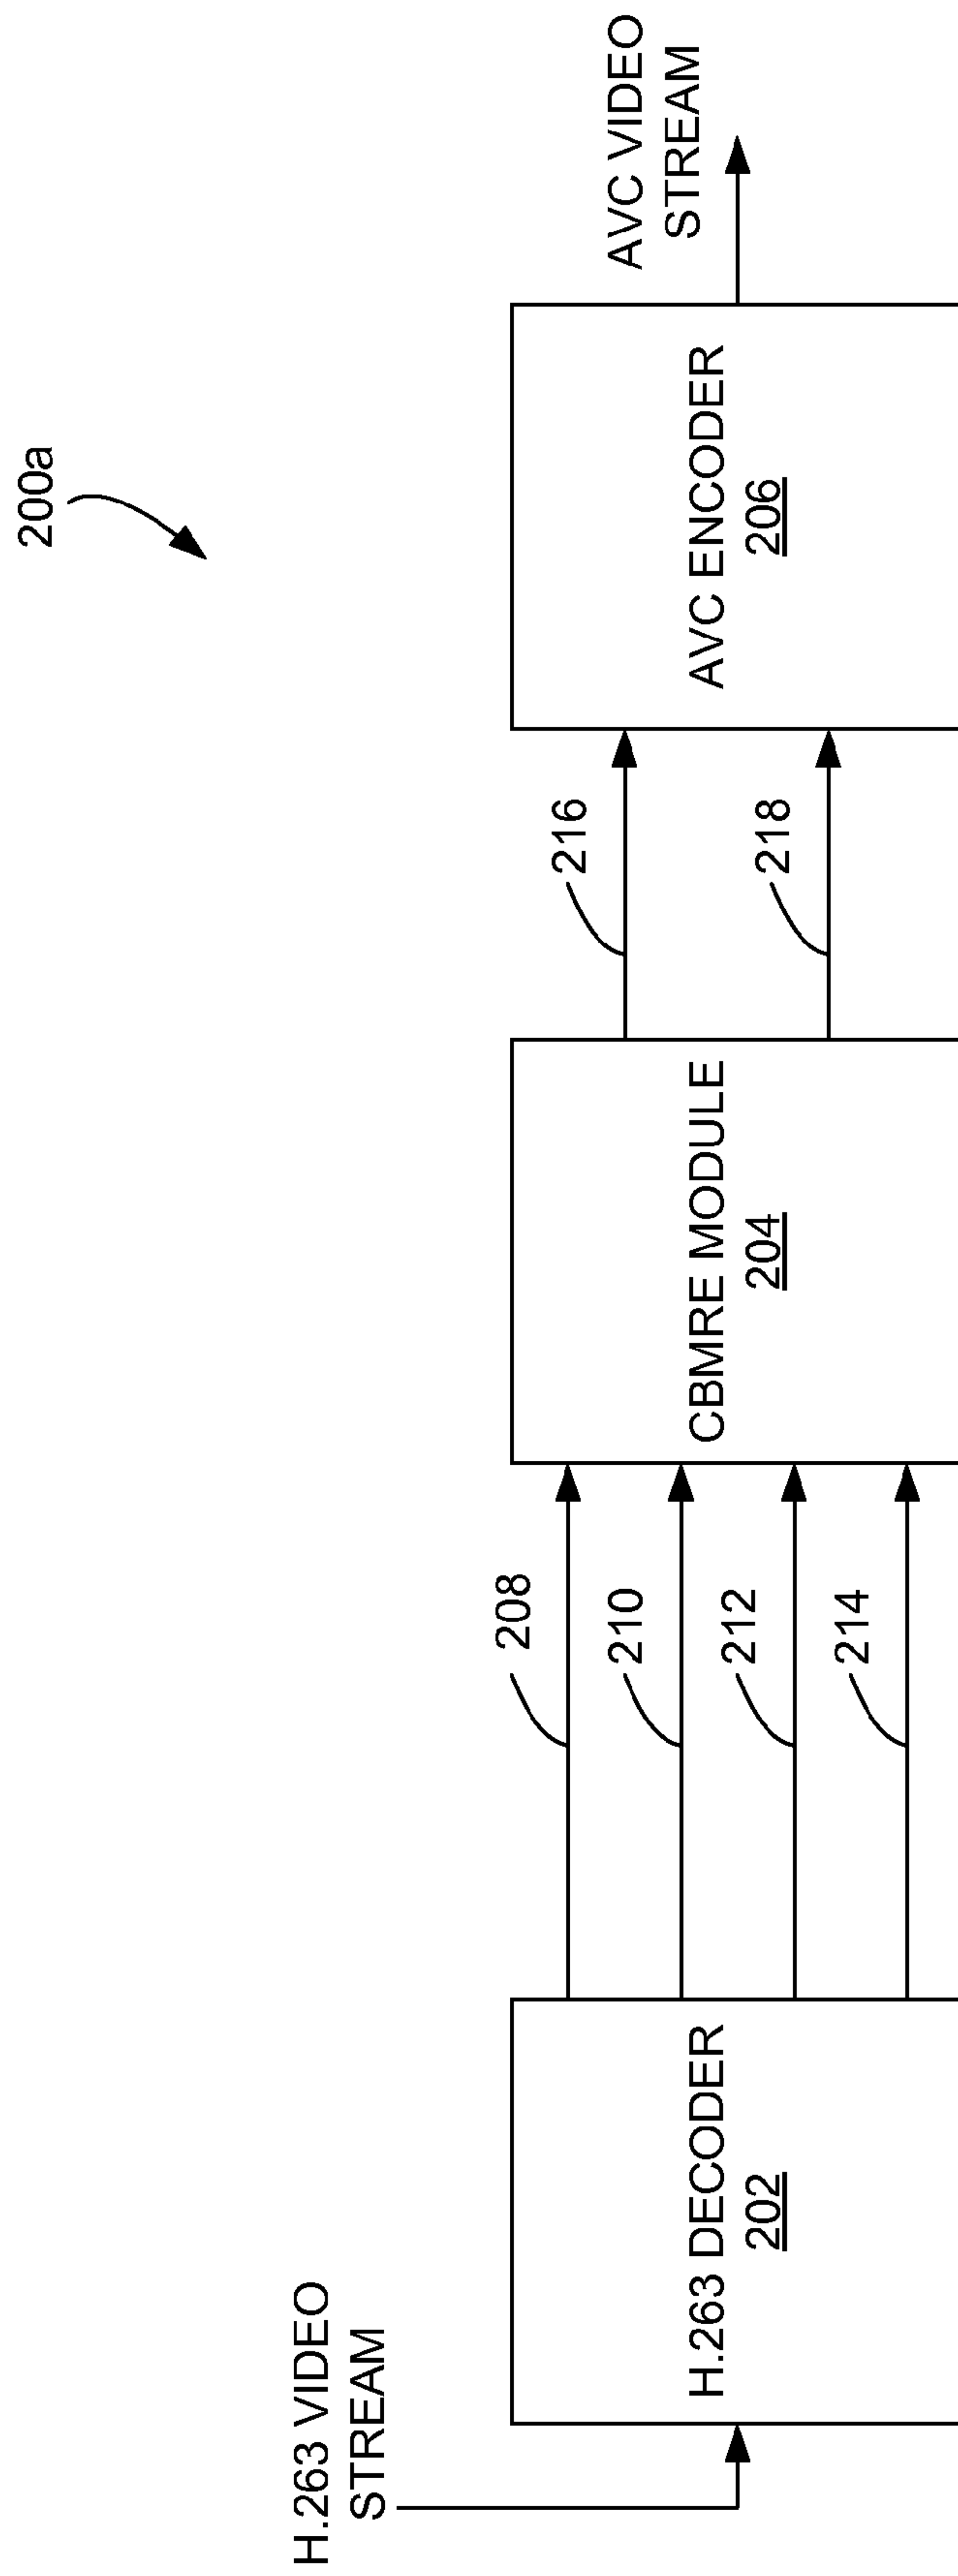 200a
H.263 VIDEO
STREAM
H.263 DECODER
202
208
210
212
214
CBMRE MODULE
204
216
218
AVC ENCODER
206
AVC VIDEO
STREAM